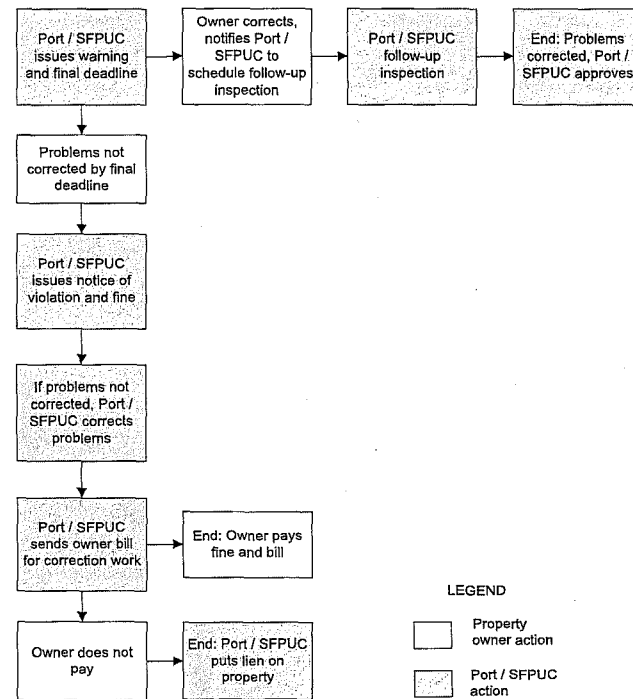 Port / SFPUC
issues warning
and final deadline
Owner corrects,
notifies Port /
SFPUC to
schedule follow-up
inspection
Port / SFPUC
follow-up
inspection
End: Problems
corrected, Port /
SFPUC approves
Problems not
corrected by final
deadline
Port / SFPUC
issues notice of
violation and fine
If problems not
corrected, Port /
SFPUC corrects
problems
Port / SFPUC
sends owner bill
for correction work
End: Owner pays
fine and bill
Owner does not
pay
End: Port / SFPUC
puts lien on
property
LEGEND
Property
owner action
Port / SFPUC
action